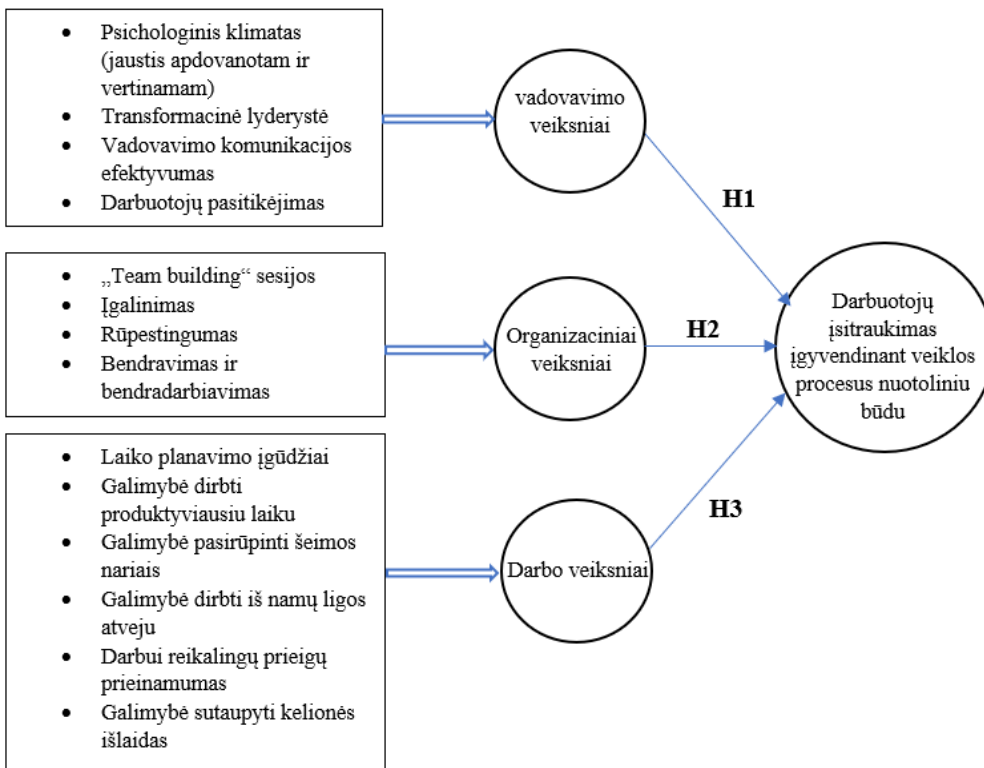 • Psichologinis klimatas
(jaustis apdovanotam ir
vertinamam)
• Transformacinė lyderystė
• Vadovavimo komunikacijos
efektyvumas
• Darbuotojų pasitikėjimas
vadovavimo
veiksniai
H1
• „Team building“ sesijos
• Įgalinimas
• Rūpestingumas
• Bendravimas ir
bendradarbiavimas
Organizaciniai
veiksniai
H2
Darbuotojų
įsitraukimas
įgyvendinant veiklos
procesus nuotoliniu
būdu
• Laiko planavimo įgūdžiai
• Galimybė dirbti
produktyviausiu laiku
• Galimybė pasirūpinti šeimos
nariais
• Galimybė dirbti iš namų ligos
atveju
• Darbui reikalingų prieigų
prieinamumas
• Galimybė sutaupyti kelionės
išlaidas
Darbo veiksniai
H3